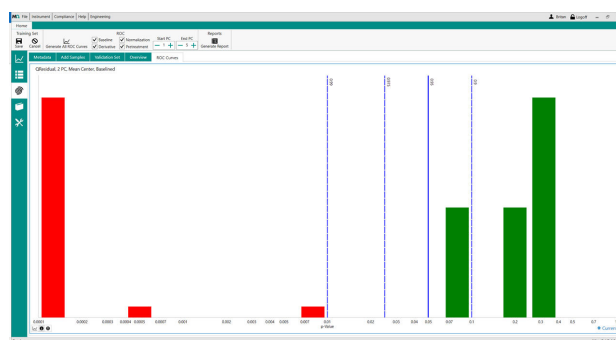 File Instrument Compliance Help Engineering Logoff
Home
Training Set ROC Reports
Save Cancel Generate All ROC Curves Baseline Derivative Normalization Pretreatment Start PC 1 End PC 5 Generate Report
Metadata Add Samples Validation Set Overview ROC Curves
QResidual, 2 PC, Mean Center, Baselined
0.0001 0.0002 0.0003 0.0004 0.0005 0.0007 0.001 0.002 0.003 0.004 0.005 0.007 0.01 0.02 0.03 0.04 0.05 0.07 0.1 0.2 0.3 0.4 0.5 0.7
p Value